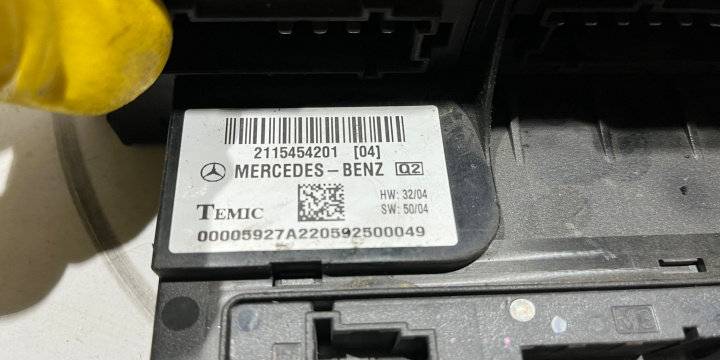 2115454201 [04]
MERCEDES-BENZ Q2
HW: 32/04
TEMIC
SW: 50/04
00005927A220592500049